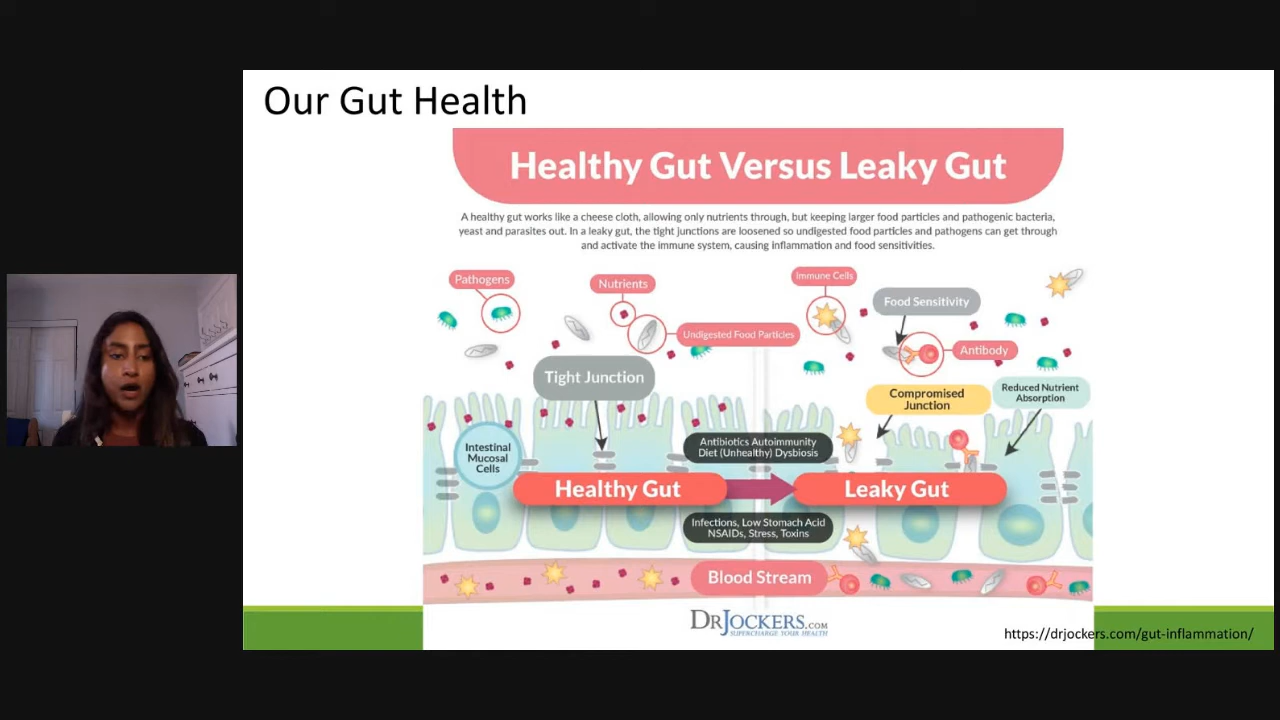 Our Gut Health
Healthy Gut Versus Leaky Gut
A healthy gut works like a cheese cloth, allowing only nutrients through, but keeping larger food particles and pathogenic bacteria,
yeast and parasites out. In a leaky gut, the tight junctions are loosened so undigested food particles and pathogens can get through
and activate the immune system, causing inflammation and food sensitivities.
Pathogens
Nutrients
Immune Cells
Food Sensitivity
Undigested Food Particles
Antibody
Tight Junction
Compromised
Junction
Reduced Nutrient
Absorption
Intestinal
Mucosal
Cells
Antibiotics Autoimmunity
Diet (Unhealthy) Dysbiosis
Healthy Gut
Leaky Gut
Infections, Low Stomach Acid
NSAIDs, Stress, Toxins
Blood Stream
DRJOCKERS.COM
SUPERCHARGE YOUR HEALTH
https://drjockers.com/gut-inflammation/